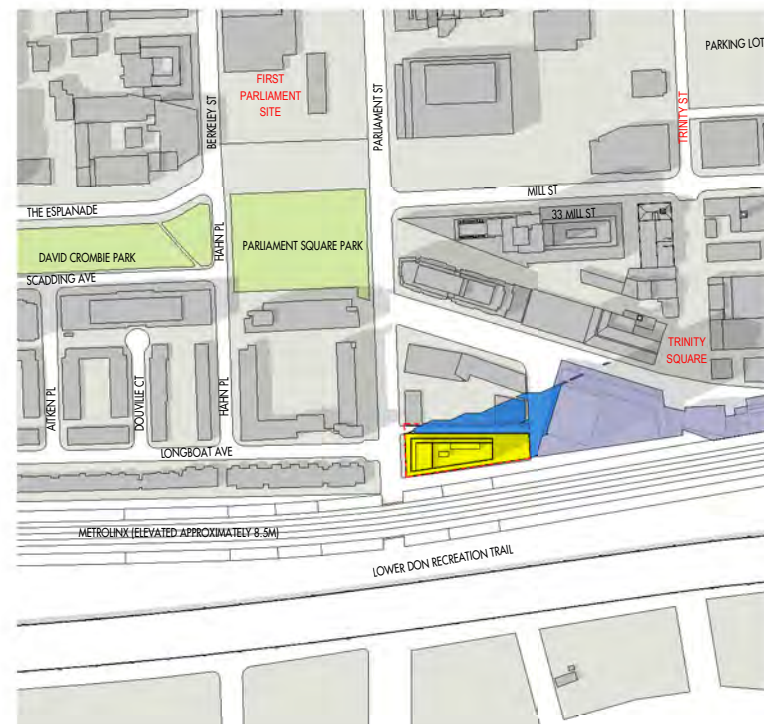 PARKING LOT
FIRST
PARLIAMENT
SITE
BERKELEY ST
PARLIAMENT ST
TRINITY ST
MILL ST
THE ESPLANADE
33 MILL ST
HAHN PL
PARLIAMENT SQUARE PARK
DAVID CROMBIE PARK
SCADDING AVE
TRINITY
SQUARE
AITKEN PL
DOUVILLE CT
HAHN PL
LONGBOAT AVE
METROLINX (ELEVATED APPROXIMATELY 8.5M)
LOWER DON RECREATION TRAIL